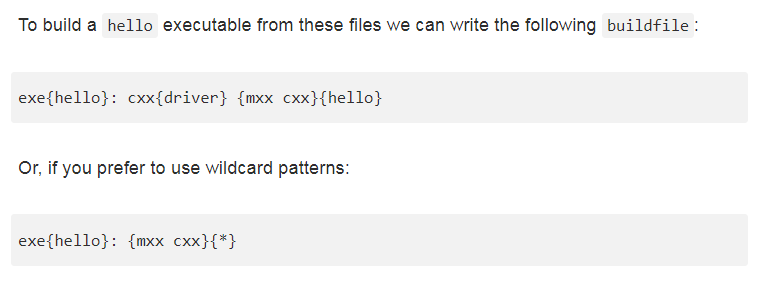 To build a hello executable from these files we can write the following buildfile:
exe{hello}: cxx{driver} {mxx cxx}{hello}
Or, if you prefer to use wildcard patterns:
exe{hello}: {mxx cxx}{*}